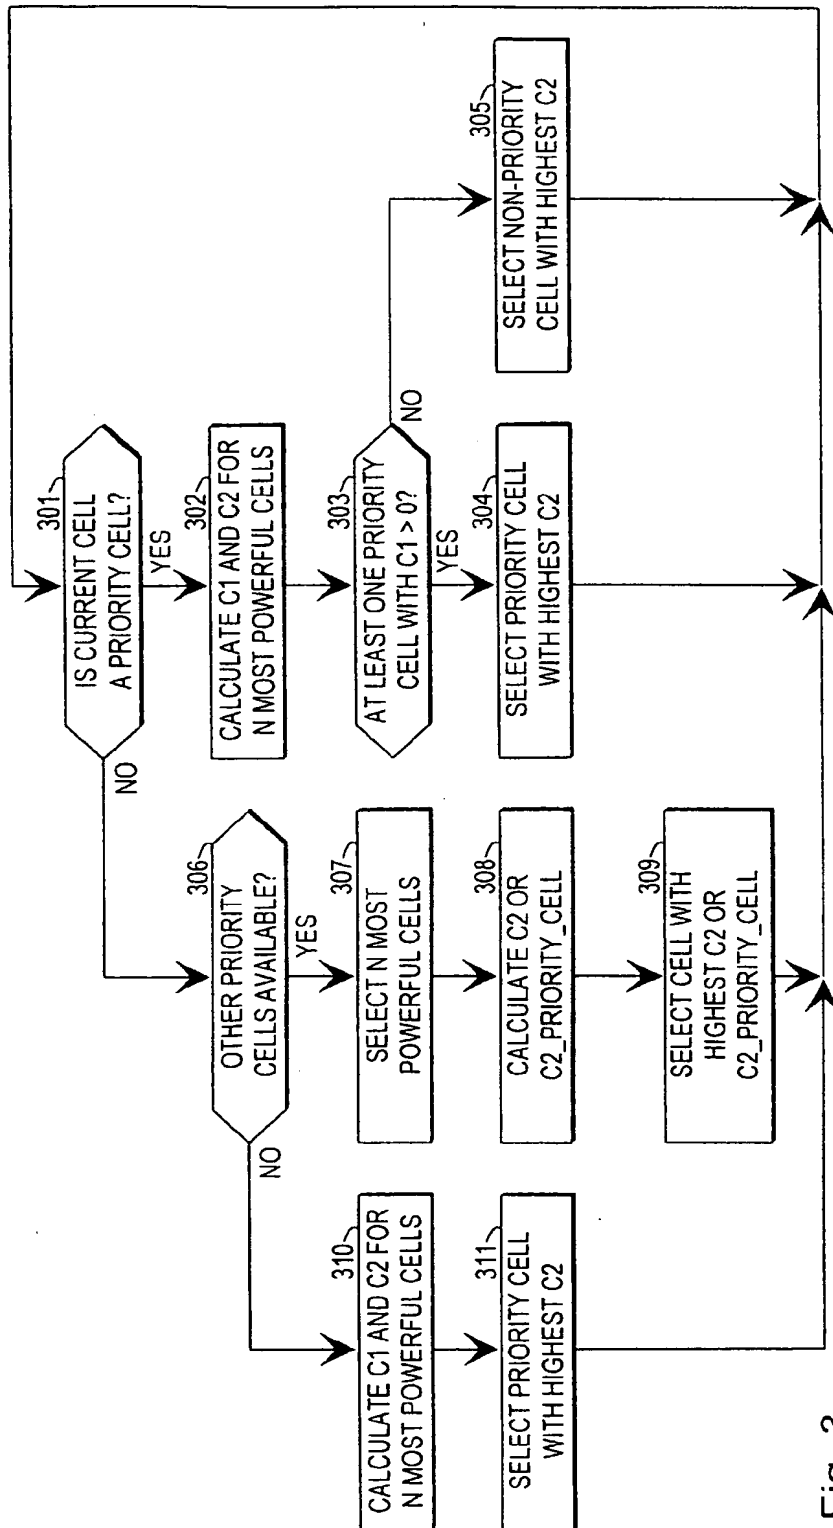 301
IS CURRENT CELL
A PRIORITY CELL?
YES
NO
302
CALCULATE C1 AND C2 FOR
N MOST POWERFUL CELLS
303
AT LEAST ONE PRIORITY
CELL WITH C1 > 0?
YES
NO
304
SELECT PRIORITY CELL
WITH HIGHEST C2
305
SELECT NON-PRIORITY
CELL WITH HIGHEST C2
306
OTHER PRIORITY
CELLS AVAILABLE?
YES
NO
307
SELECT N MOST
POWERFUL CELLS
308
CALCULATE C2 OR
C2_PRIORITY_CELL
309
SELECT CELL WITH
HIGHEST C2 OR
C2_PRIORITY_CELL
310
CALCULATE C1 AND C2 FOR
N MOST POWERFUL CELLS
311
SELECT PRIORITY CELL
WITH HIGHEST C2
Fig. 3